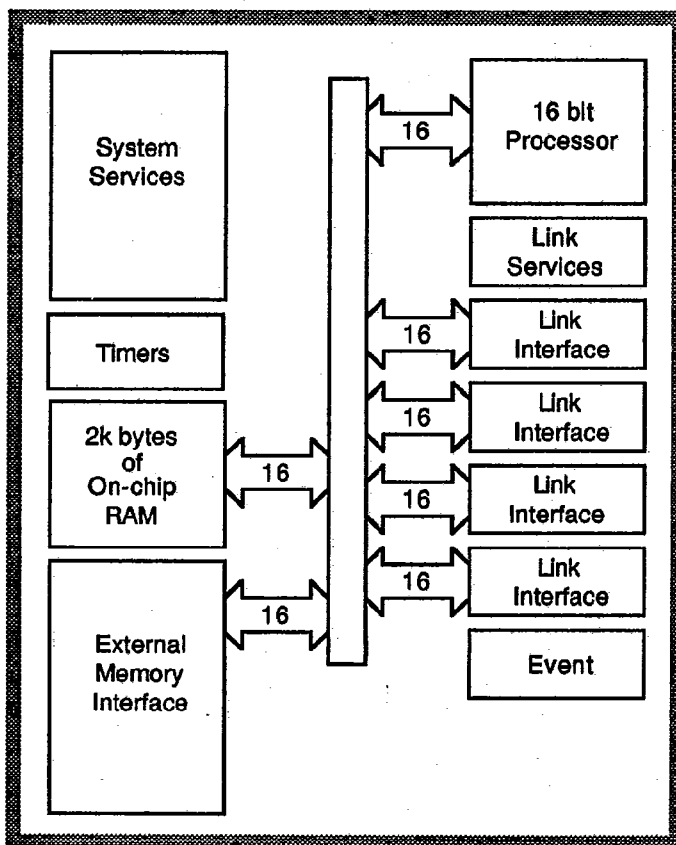 System
Services
Timers
2k bytes
of
On-chip
RAM
16
External
Memory
Interface
16
16
16 bit
Processor
Link
Services
16
Link
Interface
16
Link
Interface
16
Link
Interface
16
Link
Interface
Event